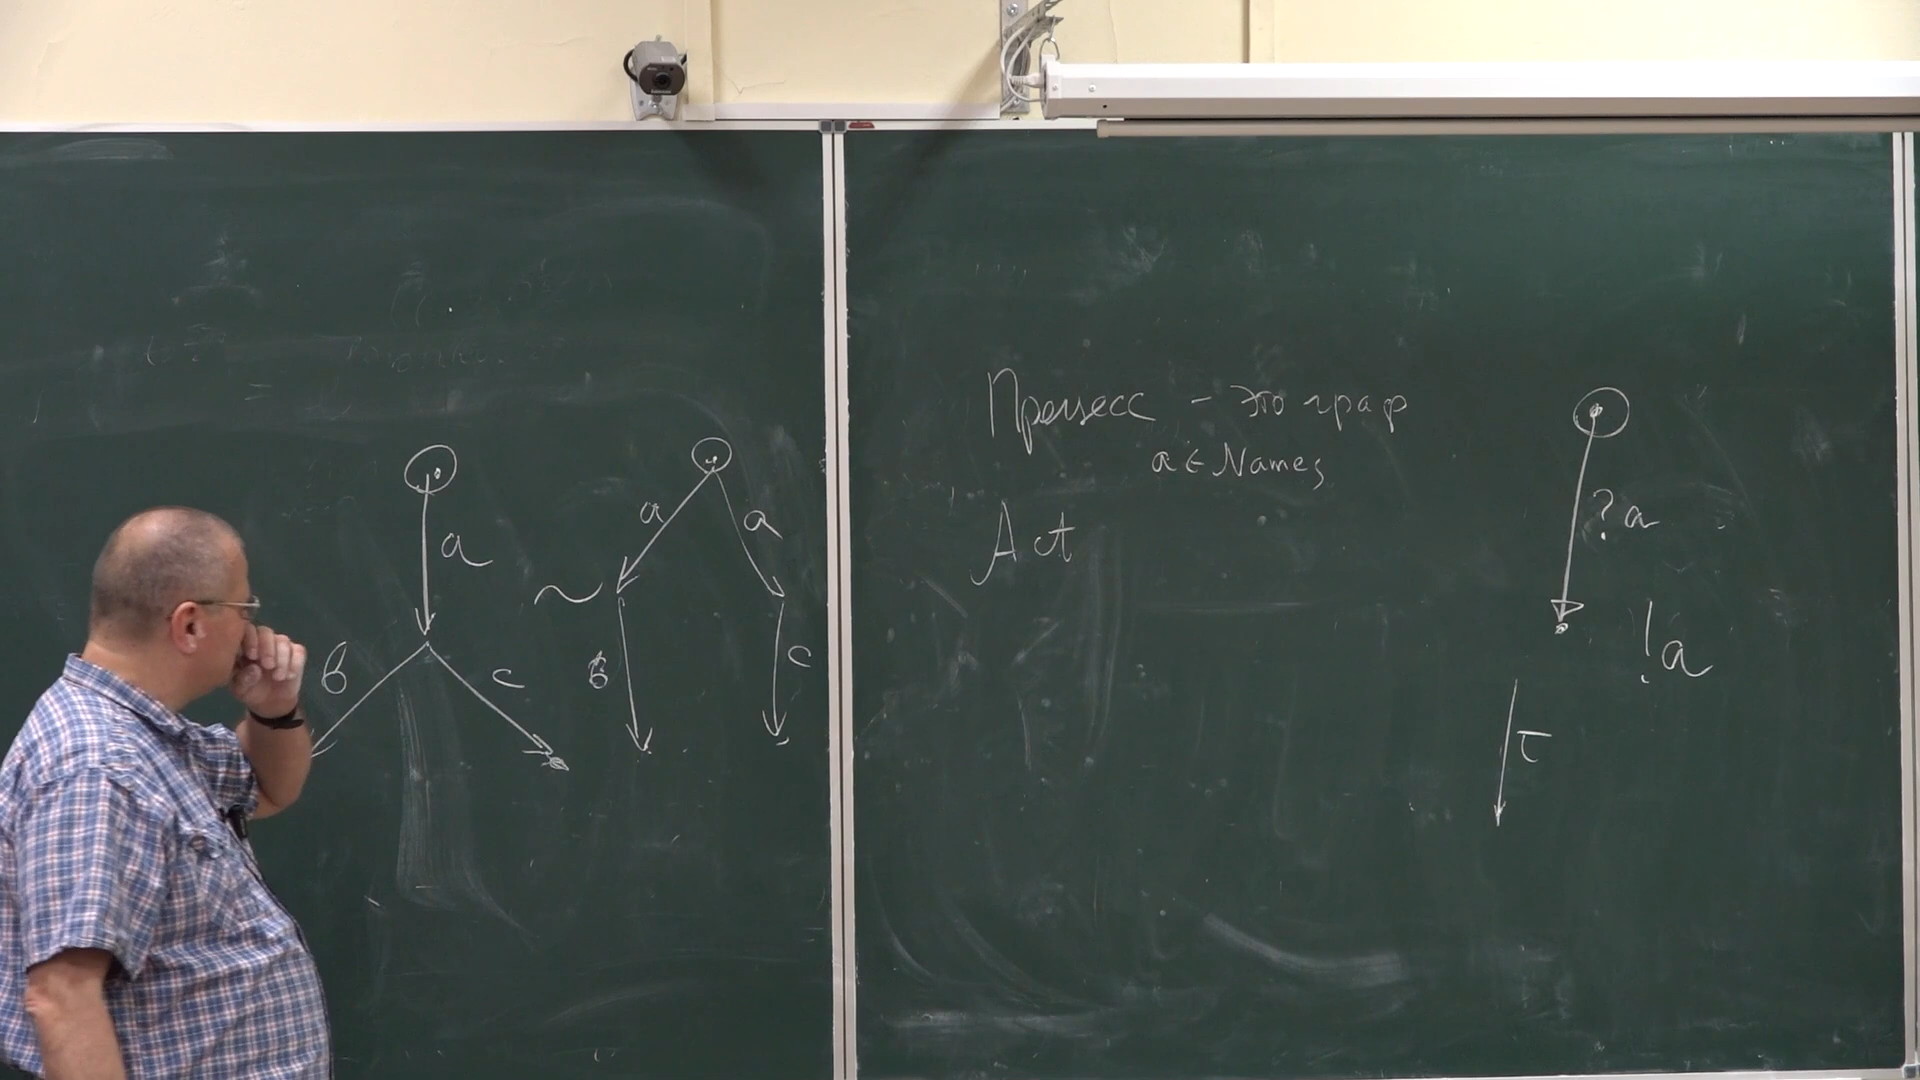 a
b
c
~
a
a
b
c
Процесс - это граф
a ∈ Names
Act
?a
!a
τ